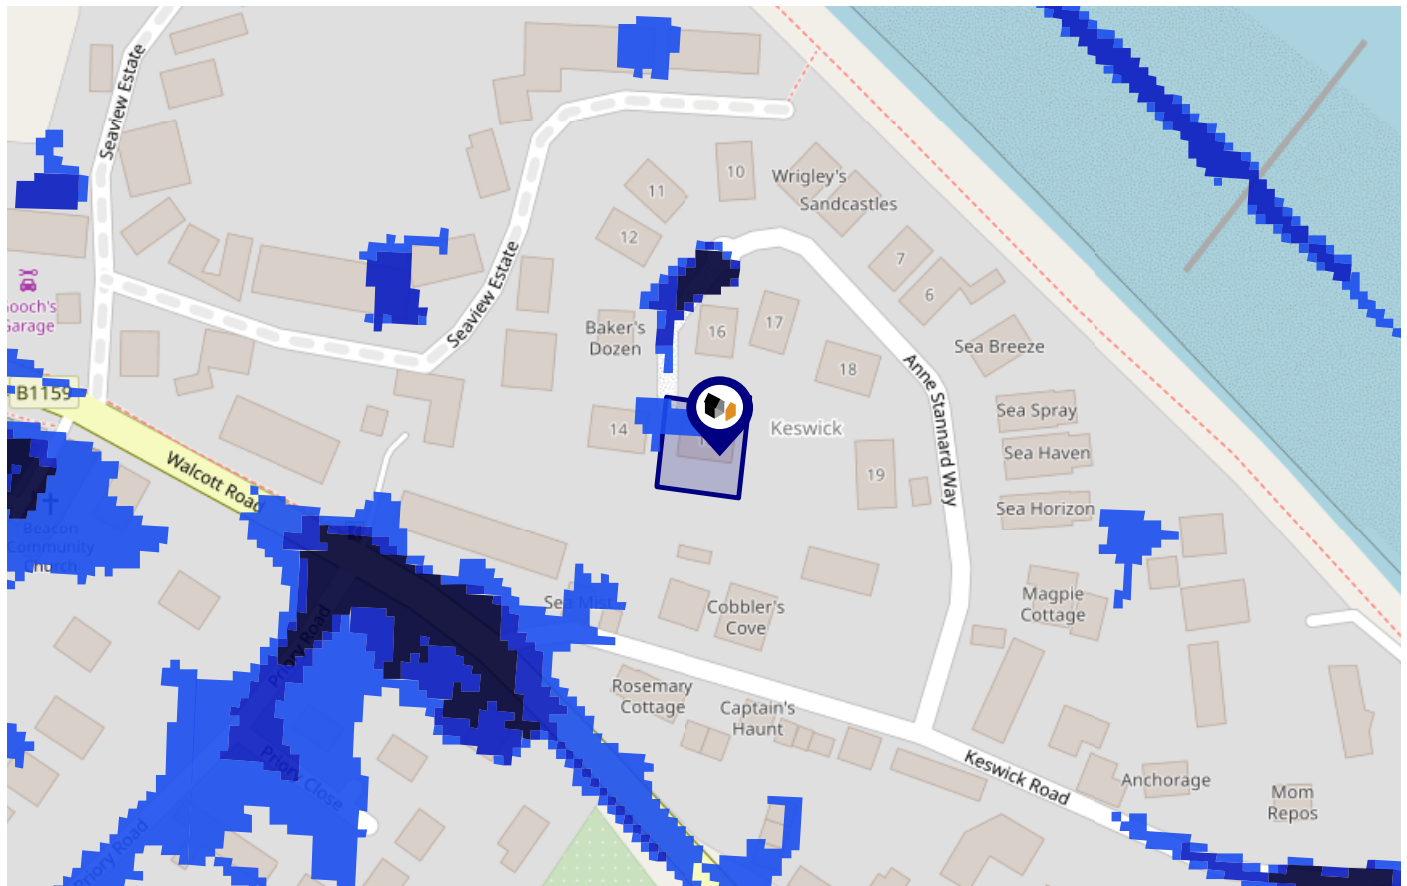 Seaview Estate
10
Wrigley's
Sandcastles
11
12
7
6
Seaview Estate
Baker's
Dozen
16
17
18
Sea Breeze
Garage
B1159
Anne Stannard Way
Sea Spray
14
Keswick
Sea Haven
19
Walcott Road
Sea Horizon
Beacon
Community
Church
Sea Mist
Cobbler's
Cove
Magpie
Cottage
Priory Road
Rosemary
Cottage
Captain's
Haunt
Priory Close
Keswick Road
Anchorage
Mom
Repos
Priory Road